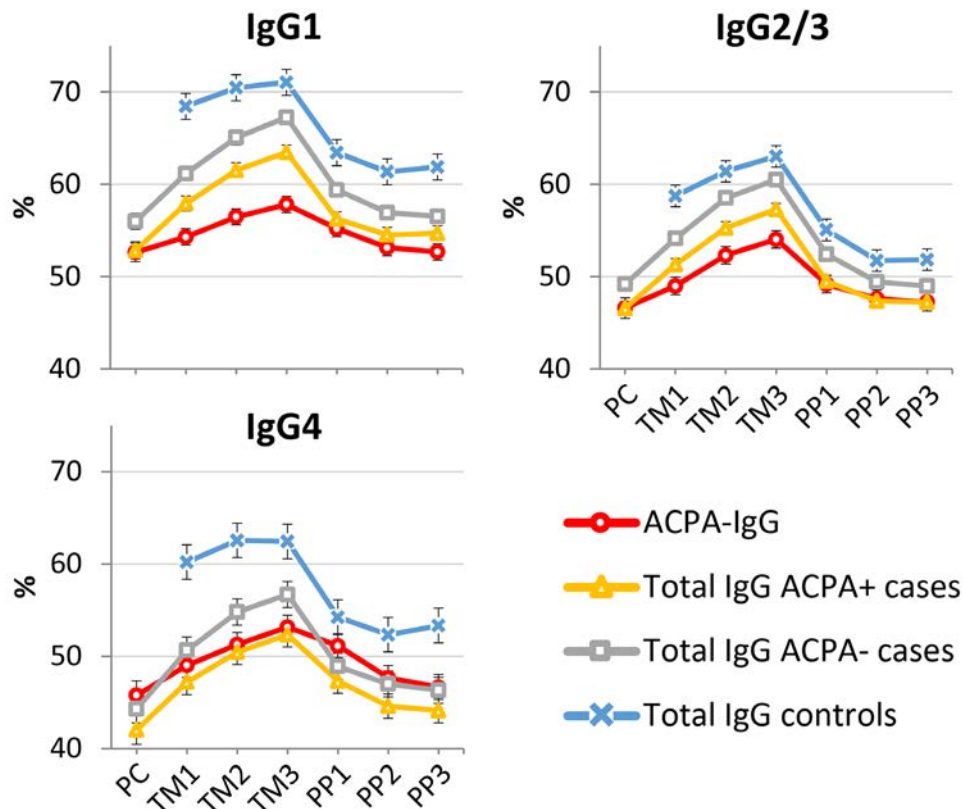 IgG1
%
70
60
50
40
IgG2/3
%
70
60
50
40
PC
TM1
TM2
TM3
PP1
PP2
PP3
IgG4
%
70
60
50
40
PC
TM1
TM2
TM3
PP1
PP2
PP3
ACPA-IgG
Total IgG ACPA+ cases
Total IgG ACPA- cases
Total IgG controls